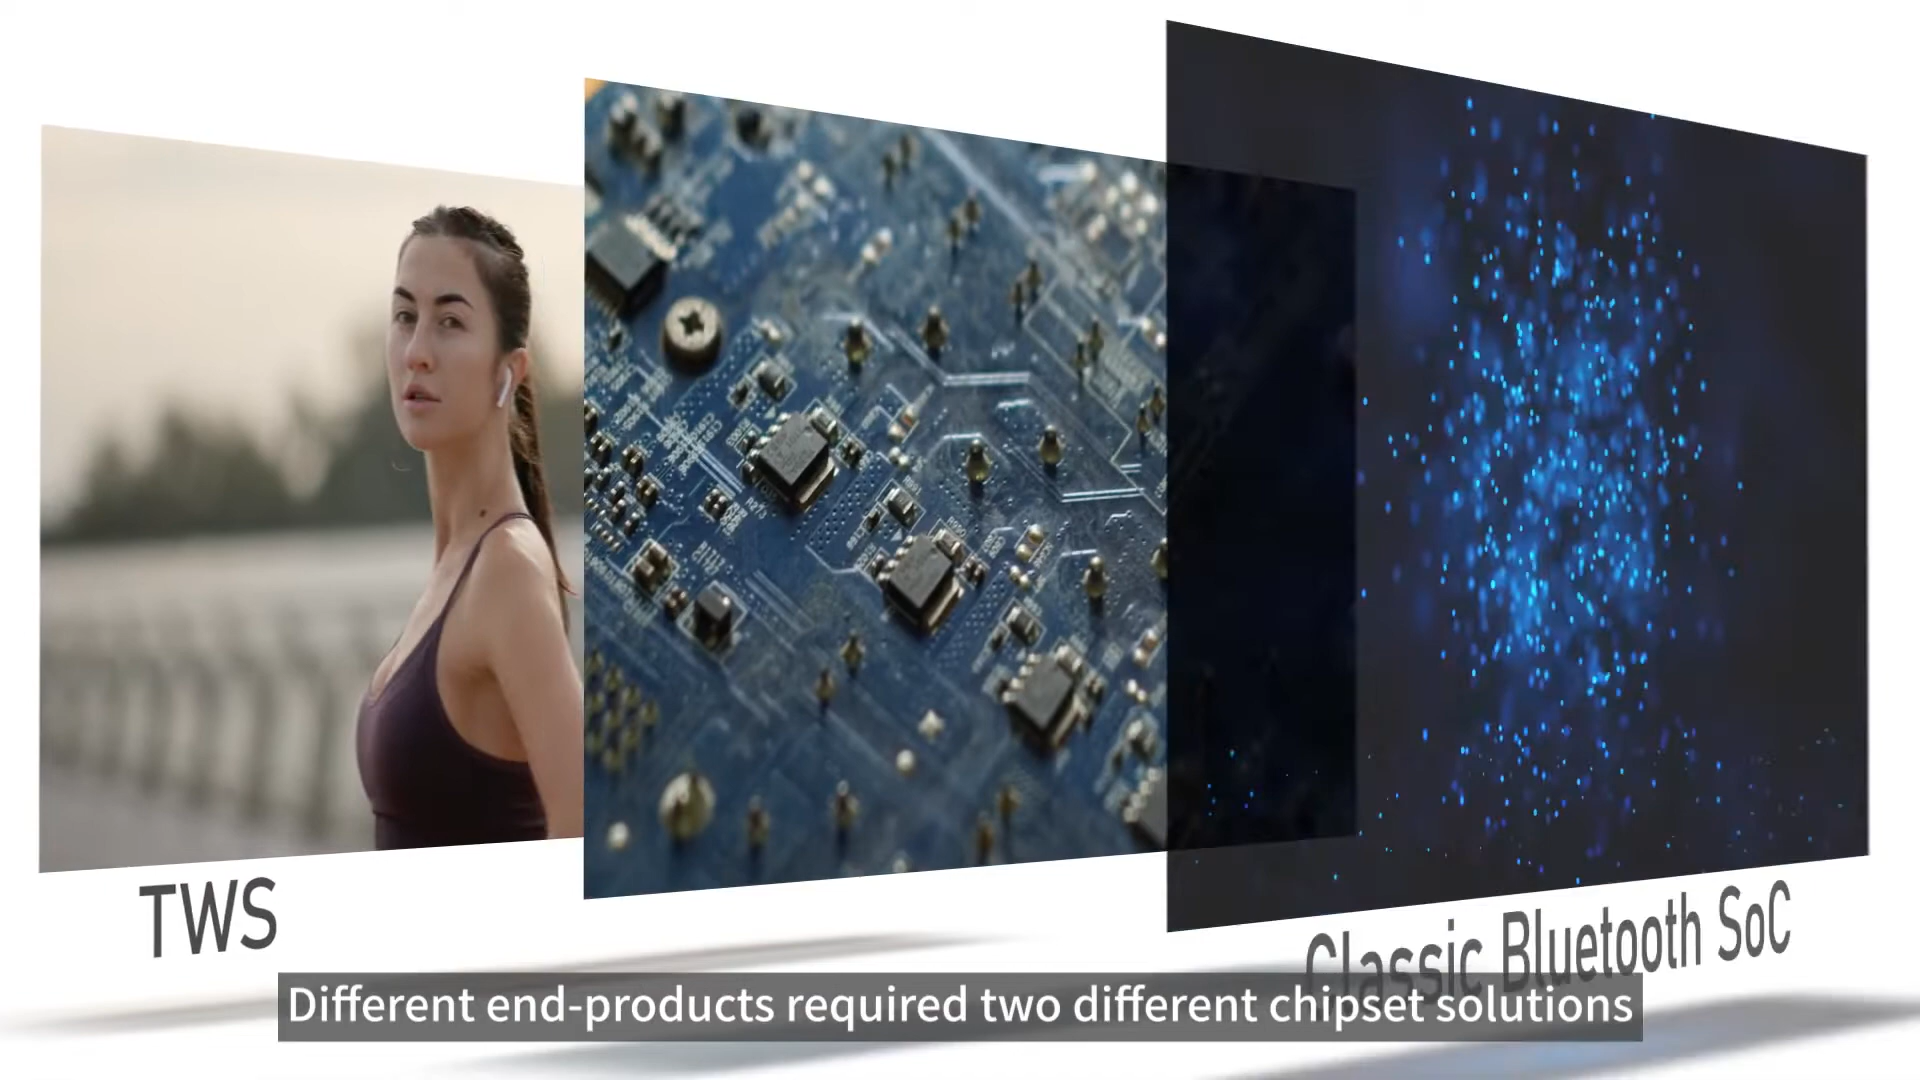 TWS
Classic Bluetooth SoC
Different end-products required two different chipset solutions